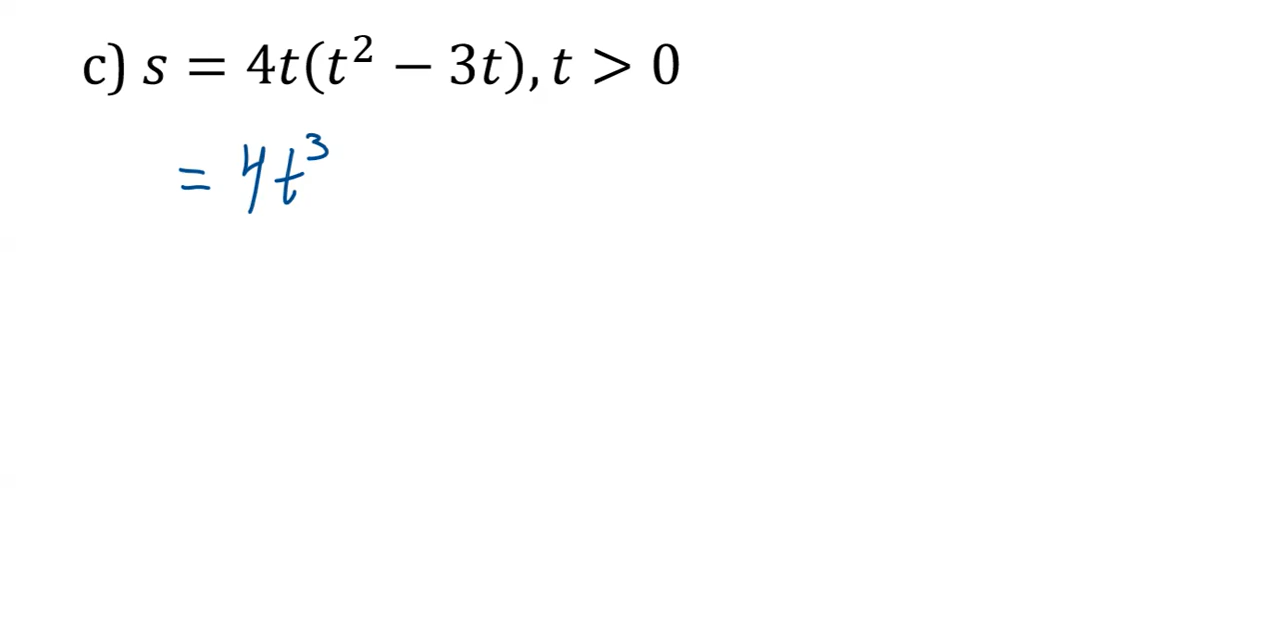 c) s = 4t(t² − 3t), t > 0
= 4t³